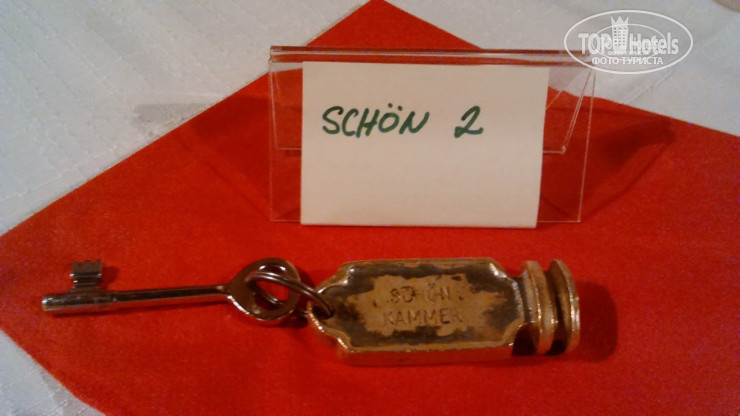 TOP Hotels
ФОТО ТУРИСТА
SCHÖN 2
SCHÖN
KAMMER